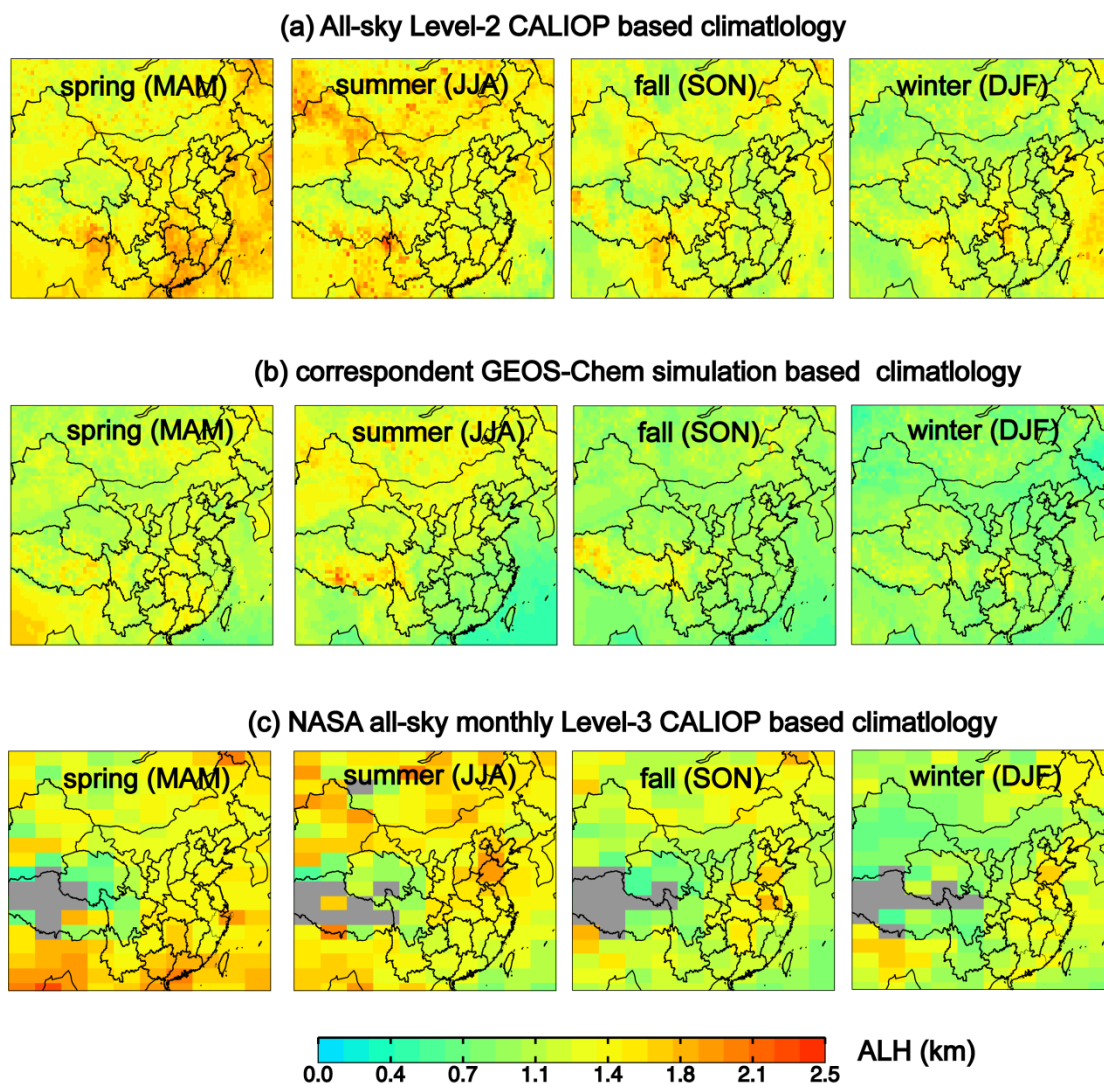 (a) All-sky Level-2 CALIOP based climatlology
spring (MAM) summer (JJA) fall (SON) winter (DJF)
(b) correspondent GEOS-Chem simulation based climatlology
spring (MAM) summer (JJA) fall (SON) winter (DJF)
(c) NASA all-sky monthly Level-3 CALIOP based climatlology
spring (MAM) summer (JJA) fall (SON) winter (DJF)
ALH (km)
0.0 0.4 0.7 1.1 1.4 1.8 2.1 2.5